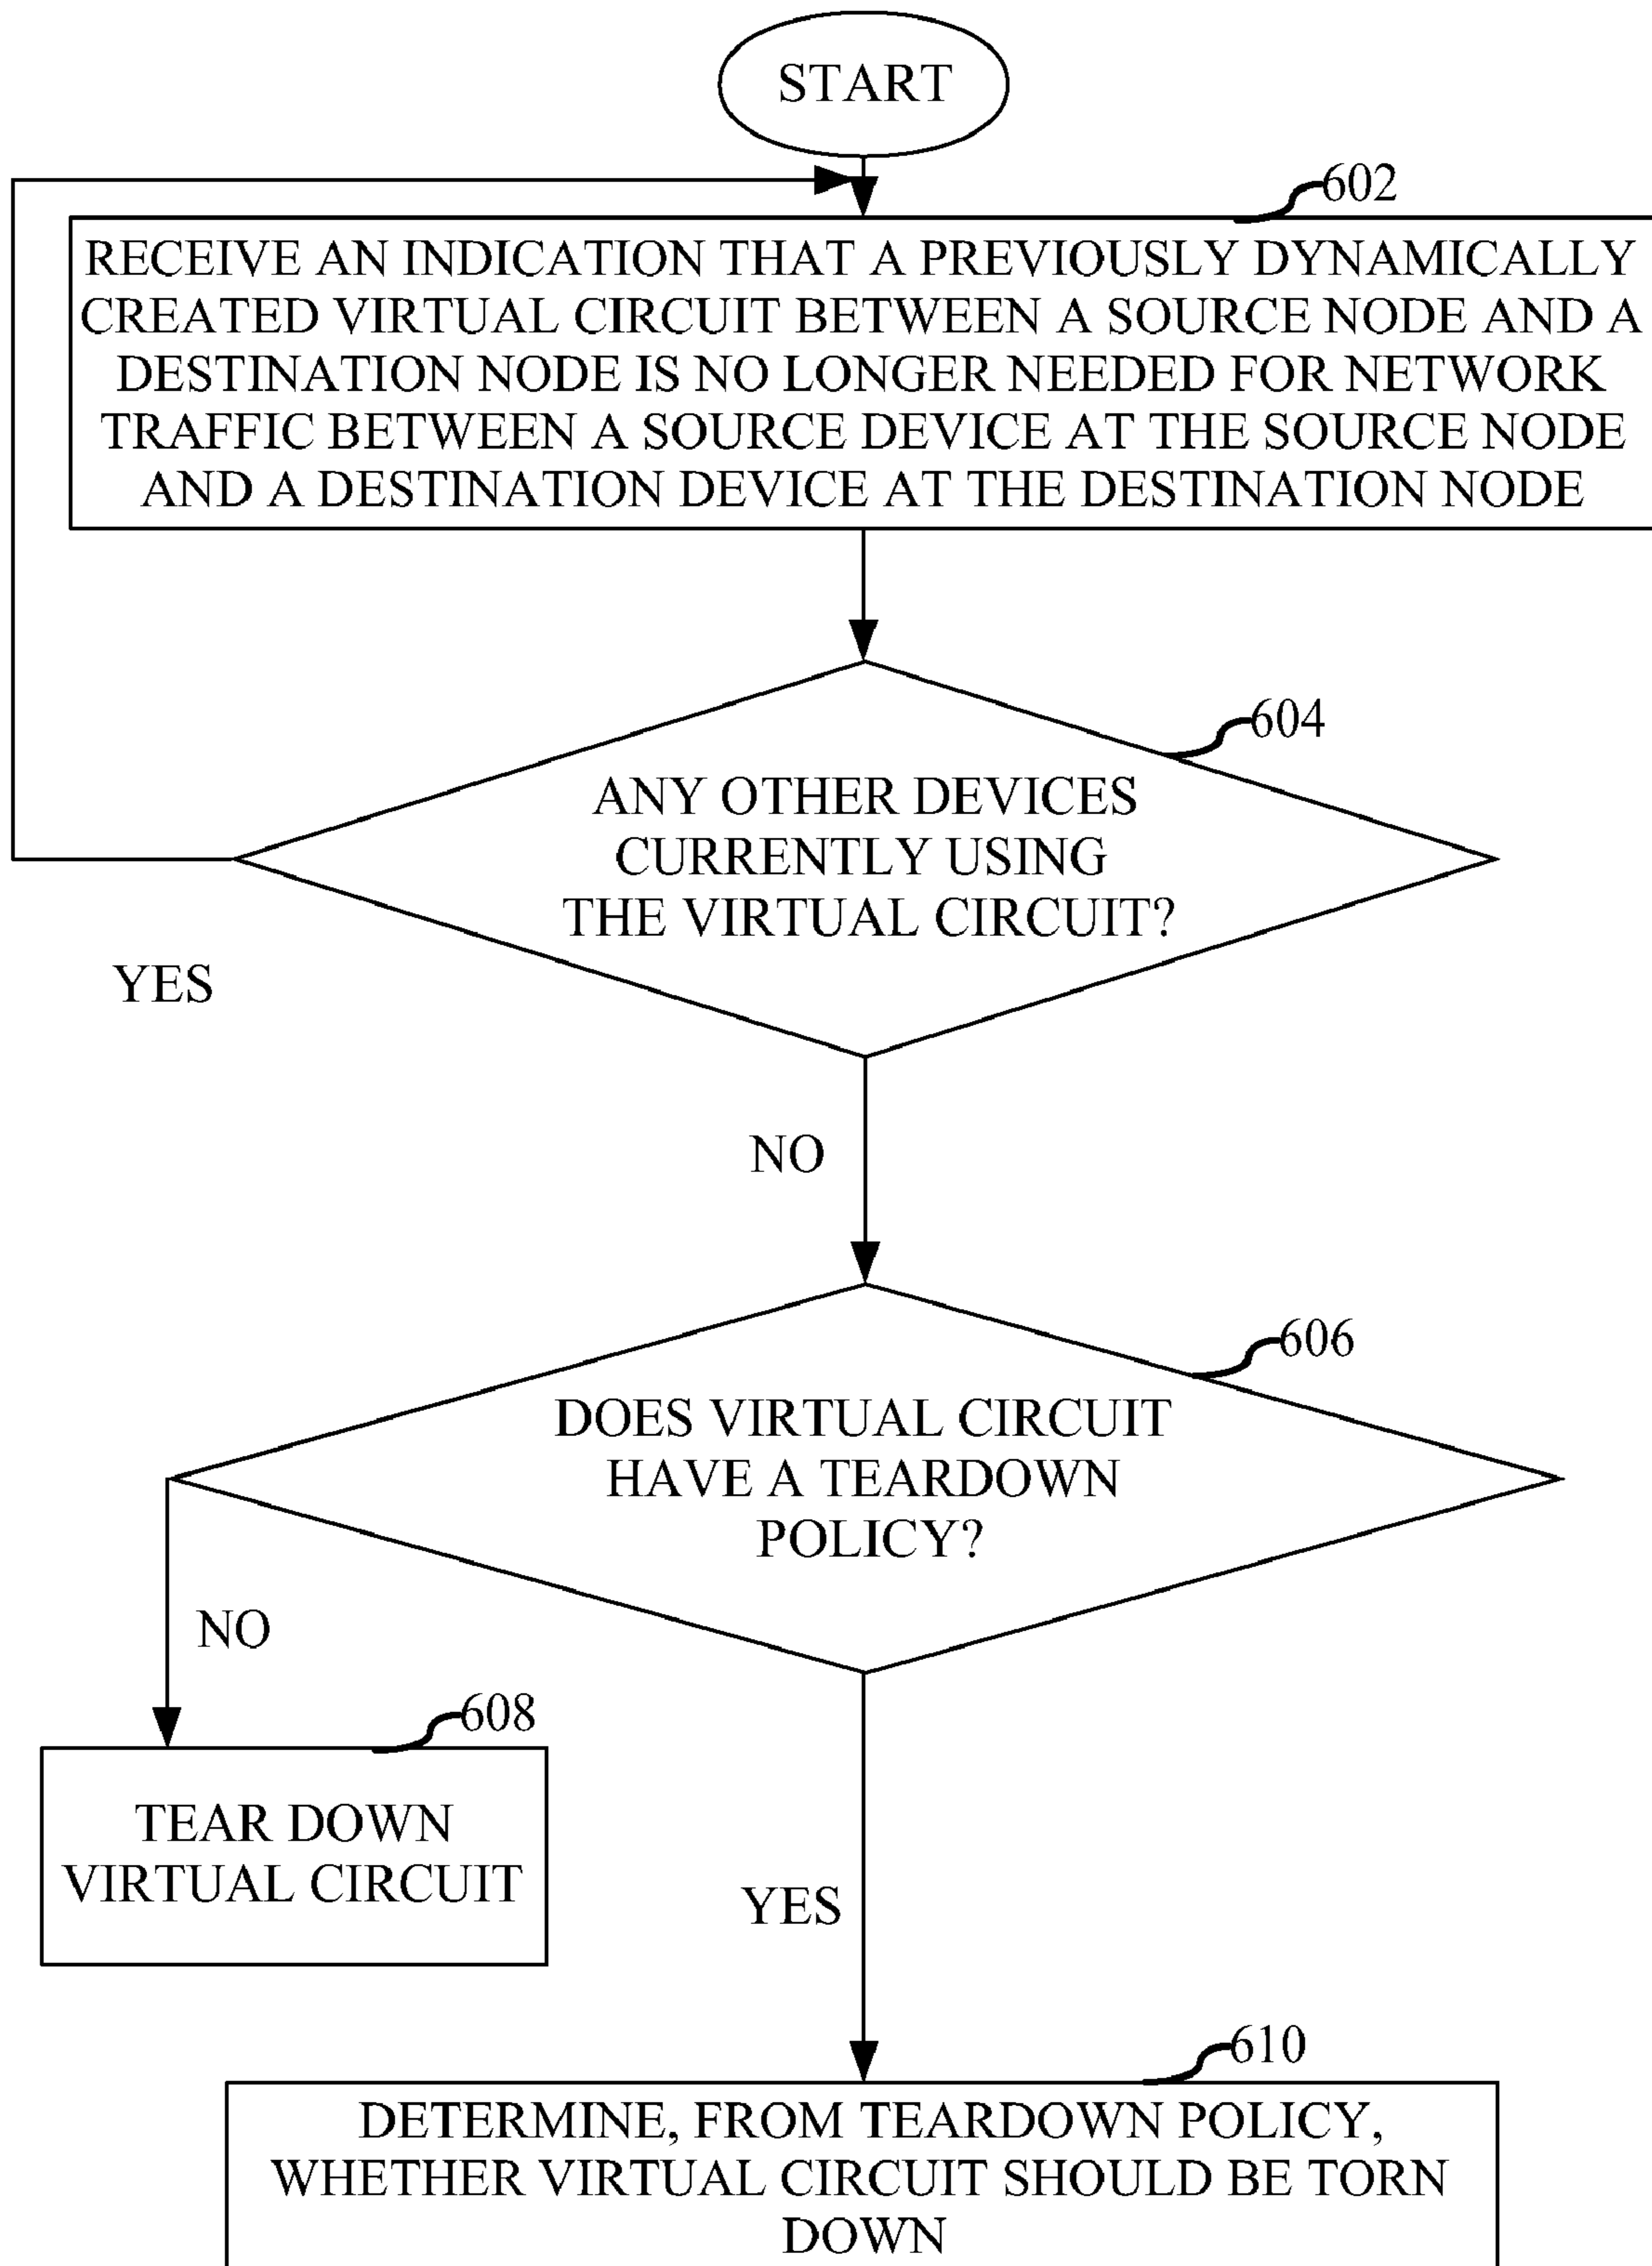 START
602
RECEIVE AN INDICATION THAT A PREVIOUSLY DYNAMICALLY
CREATED VIRTUAL CIRCUIT BETWEEN A SOURCE NODE AND A
DESTINATION NODE IS NO LONGER NEEDED FOR NETWORK
TRAFFIC BETWEEN A SOURCE DEVICE AT THE SOURCE NODE
AND A DESTINATION DEVICE AT THE DESTINATION NODE
604
ANY OTHER DEVICES
CURRENTLY USING
THE VIRTUAL CIRCUIT?
YES
NO
606
DOES VIRTUAL CIRCUIT
HAVE A TEARDOWN
POLICY?
NO
608
TEAR DOWN
VIRTUAL CIRCUIT
YES
610
DETERMINE, FROM TEARDOWN POLICY,
WHETHER VIRTUAL CIRCUIT SHOULD BE TORN
DOWN